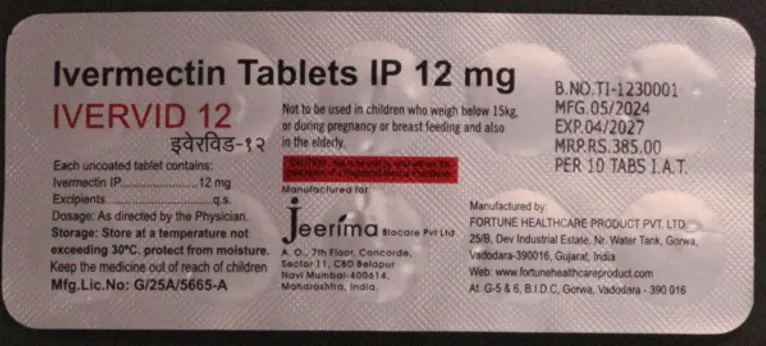 Ivermectin Tablets IP 12 mg
IVERVID 12
इवेरविड-१२
Each uncoated tablet contains:
Ivermectin IP..................12 mg
Excipients............................q.s.
Dosage: As directed by the Physician.
Storage: Store at a temperature not
exceeding 30°C. protect from moisture.
Keep the medicine out of reach of children
Mfg.Lic.No: G/25A/5665-A
Not to be used in children who weigh below 15kg,
or during pregnancy or breast feeding and also
in the elderly.
Manufactured for:
Jeerima Biocare Pvt Ltd.
A. O., 7th Floor, Concorde,
Sector 11, CBD Belapur
Navi Mumbai-400614.
Maharashtra, India.
B.NO.TI-1230001
MFG.05/2024
EXP.04/2027
MRP.RS.385.00
PER 10 TABS I.A.T.
Manufactured by:
FORTUNE HEALTHCARE PRODUCT PVT. LTD
25/B, Dev Industrial Estate, Nr. Water Tank, Gorwa,
Vadodara-390016, Gujarat, India
Web: www.fortunehealthcareproduct.com
At. G-5 & 6, B.I.D.C, Gorwa, Vadodara - 390 016